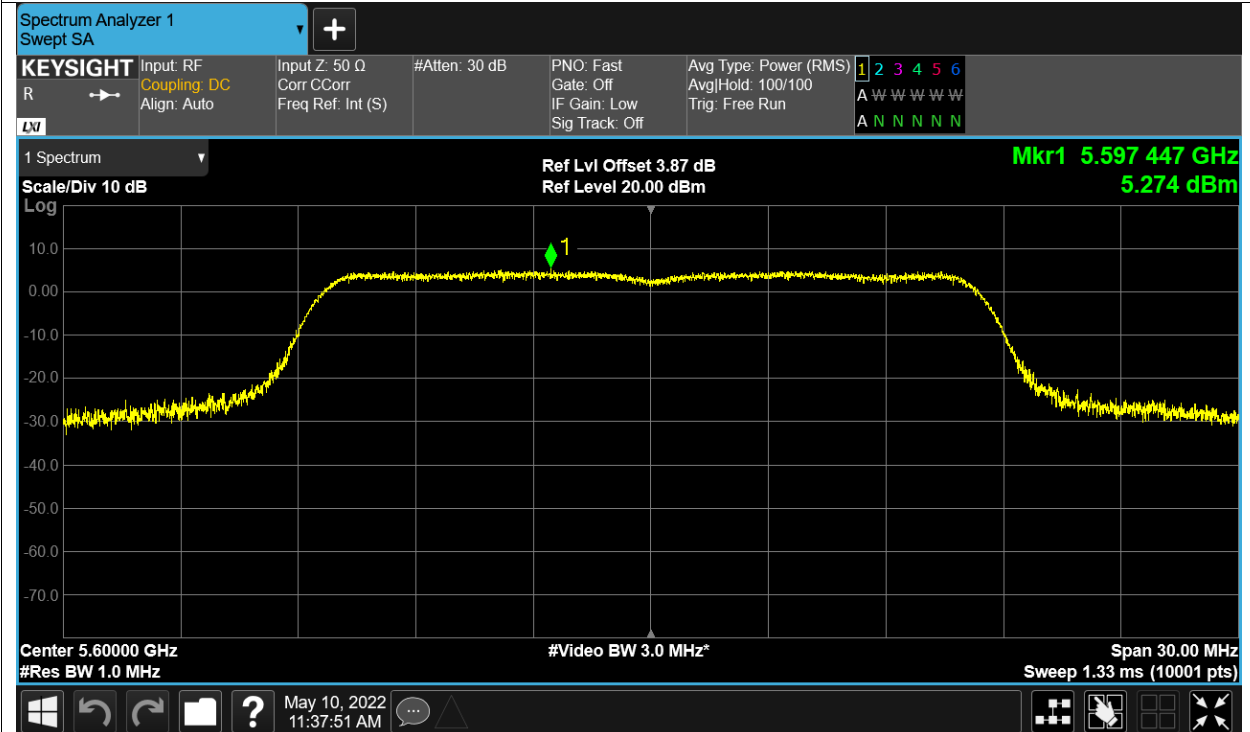 Spectrum Analyzer 1
Swept SA
+
KEYSIGHT
R
LXI
Input: RF
Coupling: DC
Align: Auto
Input Z: 50 Ω
Corr CCorr
Freq Ref: Int (S)
#Atten: 30 dB
PNO: Fast
Gate: Off
IF Gain: Low
Sig Track: Off
Avg Type: Power (RMS)
Avg|Hold: 100/100
Trig: Free Run
1 2 3 4 5 6
A W W W W W
A N N N N N
1 Spectrum
Scale/Div 10 dB
Log
Ref Lvl Offset 3.87 dB
Ref Level 20.00 dBm
Mkr1 5.597 447 GHz
5.274 dBm
1
10.0
0.00
-10.0
-20.0
-30.0
-40.0
-50.0
-60.0
-70.0
Center 5.60000 GHz
#Res BW 1.0 MHz
#Video BW 3.0 MHz*
Span 30.00 MHz
Sweep 1.33 ms (10001 pts)
?
May 10, 2022
11:37:51 AM